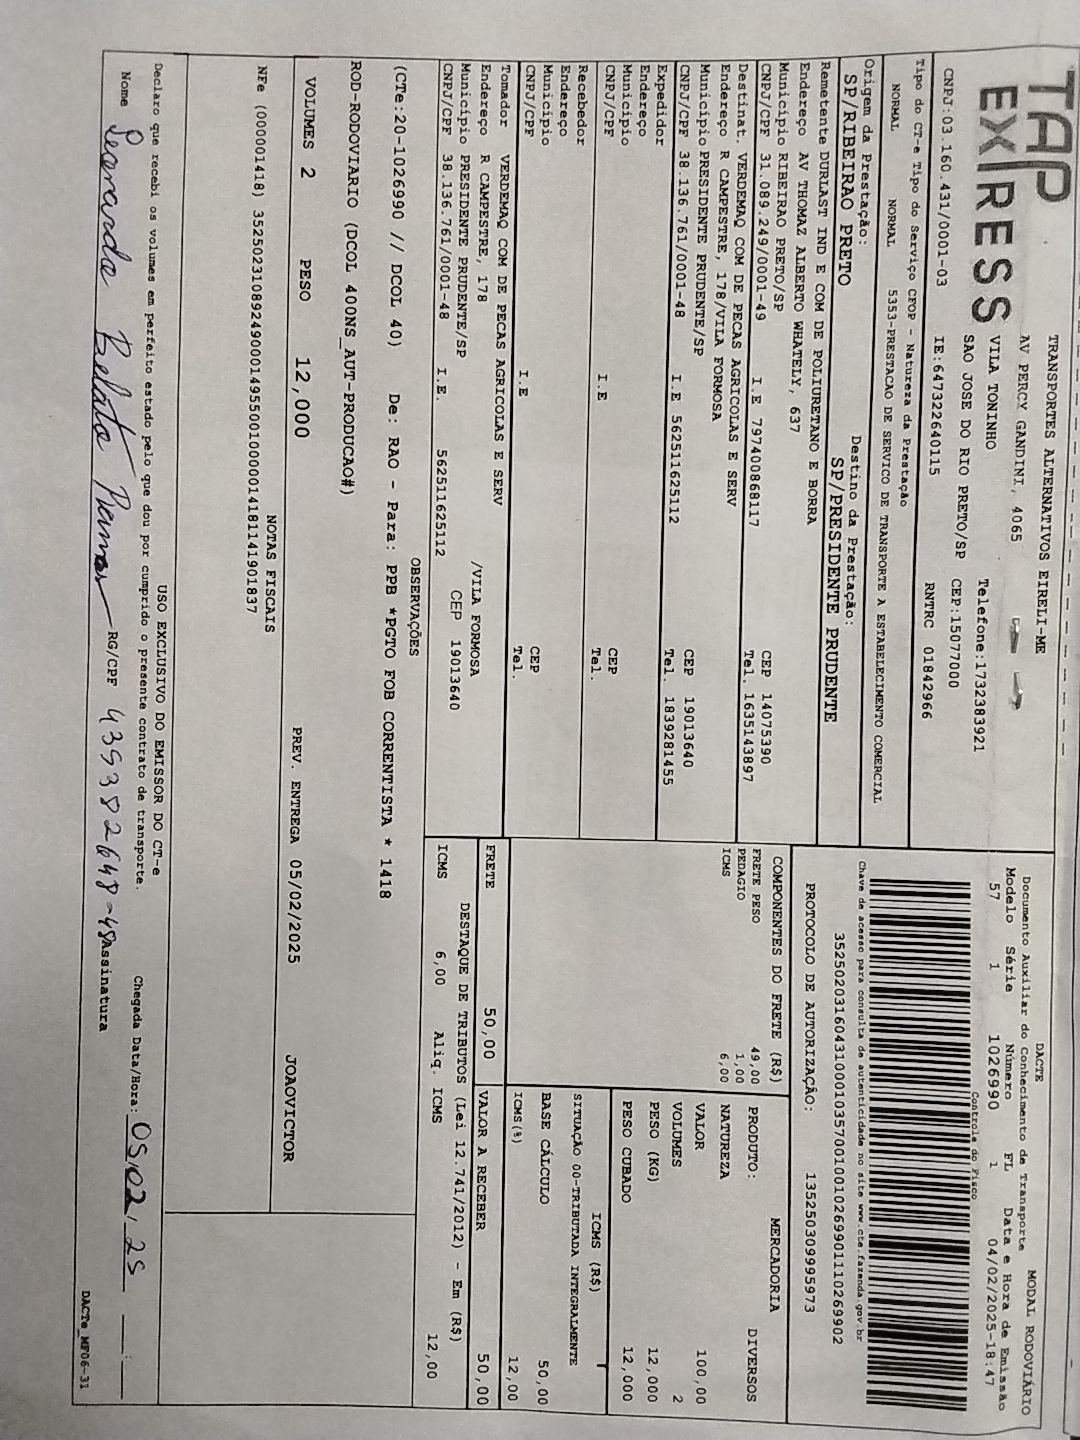 TAP
EXPRESS
TRANSPORTES ALTERNATIVOS EIRELI-ME
AV PERCY GANDINI, 4065
VILA TONINHO Telefone:1732383921
SAO JOSE DO RIO PRETO/SP CEP:15077000
CNPJ:03.160.431/0001-03 IE:647322640115 RNTRC 01842966
Tipo do CT-e Tipo do Serviço CFOP - Natureza da Prestação
NORMAL NORMAL 5353-PRESTACAO DE SERVICO DE TRANSPORTE A ESTABELECIMENTO COMERCIAL
Origem da Prestação: Destino da Prestação:
SP/RIBEIRAO PRETO SP/PRESIDENTE PRUDENTE
Remetente DURLAST IND E COM DE POLIURETANO E BORRA
Endereço AV THOMAZ ALBERTO WHATELY, 637
Município RIBEIRAO PRETO/SP CEP 14075390
CNPJ/CPF 31.089.249/0001-49 I.E 797400868117 Tel. 1635143897
Destinat. VERDEMAQ COM DE PECAS AGRICOLAS E SERV
Endereço R CAMPESTRE, 178/VILA FORMOSA
Município PRESIDENTE PRUDENTE/SP CEP 19013640
CNPJ/CPF 38.136.761/0001-48 I.E 562511625112 Tel. 1839281455
Expedidor
Endereço
Município CEP
CNPJ/CPF I.E Tel.
Recebedor
Endereço
Município CEP
CNPJ/CPF I.E Tel.
Tomador VERDEMAQ COM DE PECAS AGRICOLAS E SERV
Endereço R CAMPESTRE, 178 /VILA FORMOSA
Município PRESIDENTE PRUDENTE/SP CEP 19013640
CNPJ/CPF 38.136.761/0001-48 I.E. 562511625112
DACTE MODAL RODOVIÁRIO
Documento Auxiliar do Conhecimento de Transporte
Modelo Série Número FL Data e Hora de Emissão
57 1 1026990 1 04/02/2025-18:47
Controle do Fisco
Chave de acesso para consulta de autenticidade no site www.cte.fazenda.gov.br
35250203160431000103570010010269901110269902
PROTOCOLO DE AUTORIZAÇÃO: 135250309995973
COMPONENTES DO FRETE (R$)
FRETE PESO 49,00
PEDAGIO 1,00
ICMS 6,00
MERCADORIA
PRODUTO: DIVERSOS
NATUREZA
VALOR 100,00
VOLUMES 2
PESO (KG) 12,000
PESO CUBADO 12,000
ICMS (R$)
SITUAÇÃO 00-TRIBUTADA INTEGRALMENTE
BASE CÁLCULO 50,00
ICMS(%) 12,00
FRETE 50,00 VALOR A RECEBER 50,00
DESTAQUE DE TRIBUTOS (Lei 12.741/2012) - Em (R$)
ICMS 6,00 Aliq. ICMS 12,00
OBSERVAÇÕES
(CTe:20-1026990 // DCOL 40) De: RAO - Para: PPB *PGTO FOB CORRENTISTA * 1418
ROD-RODOVIARIO (DCOL 400NS_AUT-PRODUCAO#)
VOLUMES 2 PESO 12,000 PREV. ENTREGA 05/02/2025 JOAOVICTOR
NOTAS FISCAIS
NFe (000001418) 35250231089249000149550010000014181141901837
USO EXCLUSIVO DO EMISSOR DO CT-e
Declaro que recebi os volumes em perfeito estado pelo que dou por cumprido o presente contrato de transporte. Chegada Data/Hora: 05/02/25 __:__
Nome RG/CPF 439382648-48 Assinatura
DACTe_MF06-31